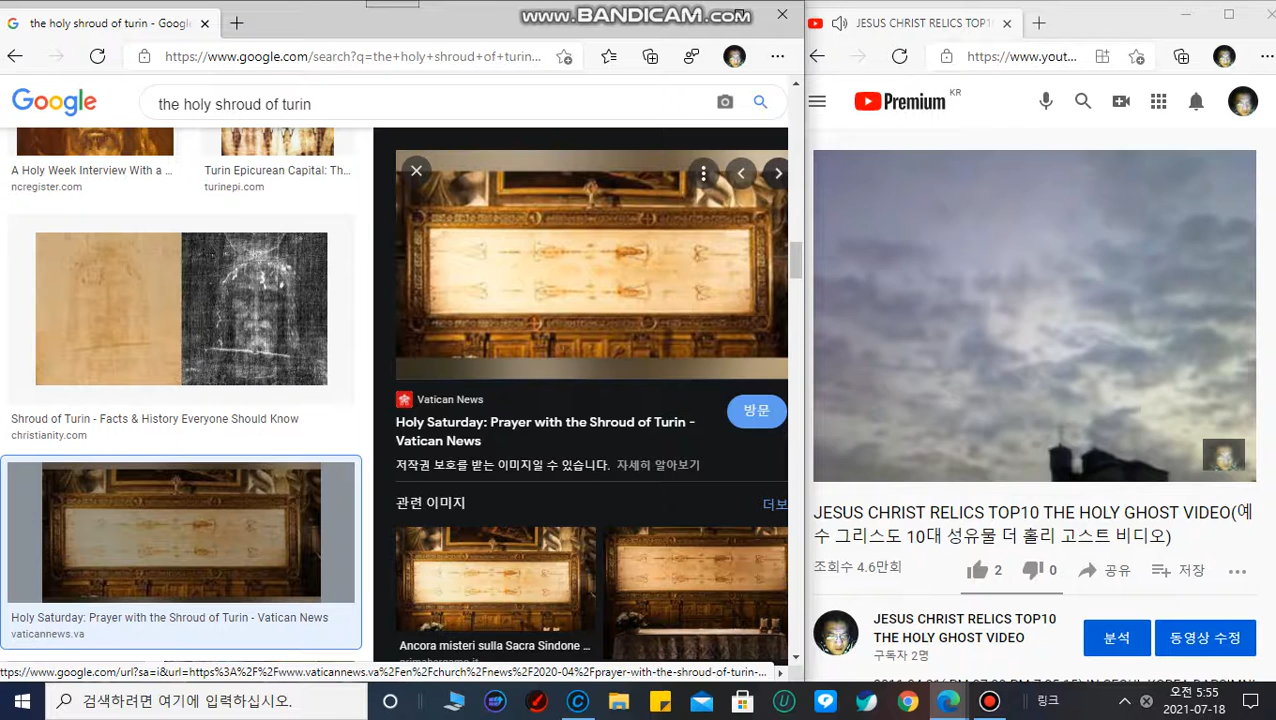 the holy shroud of turin - Google
www.BANDICAM.com
https://www.google.com/search?q=the+holy+shroud+of+turin...
Google
the holy shroud of turin
A Holy Week Interview With a ...
ncregister.com
Turin Epicurean Capital: Th...
turinepi.com
Shroud of Turin - Facts & History Everyone Should Know
christianity.com
Holy Saturday: Prayer with the Shroud of Turin - Vatican News
vaticannews.va
Vatican News
Holy Saturday: Prayer with the Shroud of Turin -
Vatican News
방문
저작권 보호를 받는 이미지일 수 있습니다. 자세히 알아보기
관련 이미지
더보
Ancora misteri sulla Sacra Sindone ...
ttps://www.google.com/url?sa=i&url=https%3A%2F%2Fwww.vaticannews.va%2Fen%2Fchurch%2Fnews%2F2020-04%2Fprayer-with-the-shroud-of-turin-...
JESUS CHRIST RELICS TOP1
https://www.yout...
Premium KR
JESUS CHRIST RELICS TOP10 THE HOLY GHOST VIDEO(예
수 그리스도 10대 성유물 더 홀리 고스트 비디오)
조회수 4.6만회
2
0
공유
저장
JESUS CHRIST RELICS TOP10
THE HOLY GHOST VIDEO
구독자 2명
분석
동영상 수정
검색하려면 여기에 입력하십시오.
링크
오전 5:55
2021-07-18